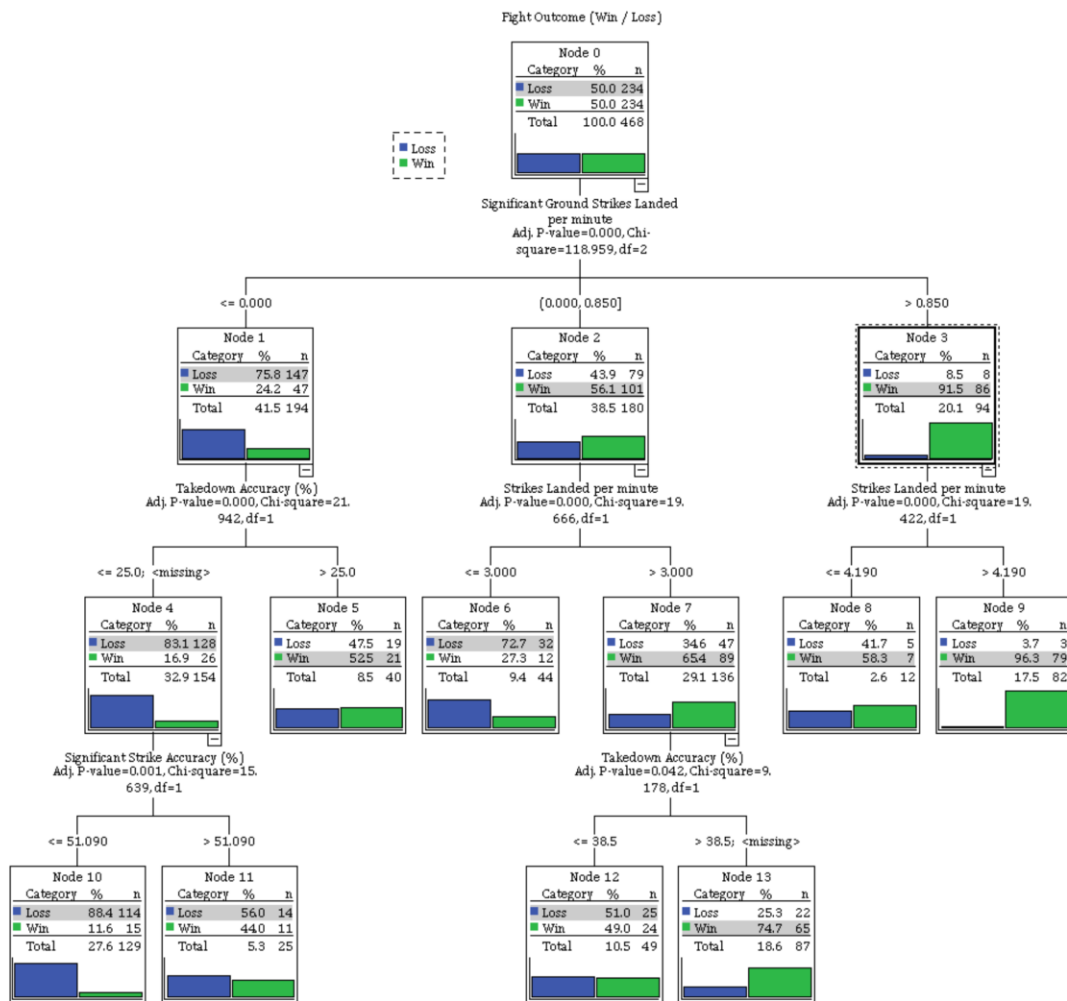 Fight Outcome (Win / Loss)
Node 0
Category % n
Loss 50.0 234
Win 50.0 234
Total 100.0 468
Loss
Win
Significant Ground Strikes Landed
per minute
Adj. P-value=0.000, Chi-
square=118.959, df=2
<= 0.000
[0.000, 0.850]
> 0.850
Node 1
Category % n
Loss 75.8 147
Win 24.2 47
Total 41.5 194
Node 2
Category % n
Loss 43.9 79
Win 56.1 101
Total 38.5 180
Node 3
Category % n
Loss 8.5 8
Win 91.5 86
Total 20.1 94
Takedown Accuracy (%)
Adj. P-value=0.000, Chi-square=21.
942, df=1
Strikes Landed per minute
Adj. P-value=0.000, Chi-square=19.
666, df=1
Strikes Landed per minute
Adj. P-value=0.000, Chi-square=19.
422, df=1
<= 25.0; <missing>
> 25.0
<= 3.000
> 3.000
<= 4.190
> 4.190
Node 4
Category % n
Loss 83.1 128
Win 16.9 26
Total 32.9 154
Node 5
Category % n
Loss 47.5 19
Win 52.5 21
Total 8.5 40
Node 6
Category % n
Loss 72.7 32
Win 27.3 12
Total 9.4 44
Node 7
Category % n
Loss 34.6 47
Win 65.4 89
Total 29.1 136
Node 8
Category % n
Loss 41.7 5
Win 58.3 7
Total 2.6 12
Node 9
Category % n
Loss 3.7 3
Win 96.3 79
Total 17.5 82
Significant Strike Accuracy (%)
Adj. P-value=0.001, Chi-square=15.
639, df=1
Takedown Accuracy (%)
Adj. P-value=0.042, Chi-square=9.
178, df=1
<= 51.090
> 51.090
<= 38.5
> 38.5; <missing>
Node 10
Category % n
Loss 88.4 114
Win 11.6 15
Total 27.6 129
Node 11
Category % n
Loss 56.0 14
Win 44.0 11
Total 5.3 25
Node 12
Category % n
Loss 51.0 25
Win 49.0 24
Total 10.5 49
Node 13
Category % n
Loss 25.3 22
Win 74.7 65
Total 18.6 87